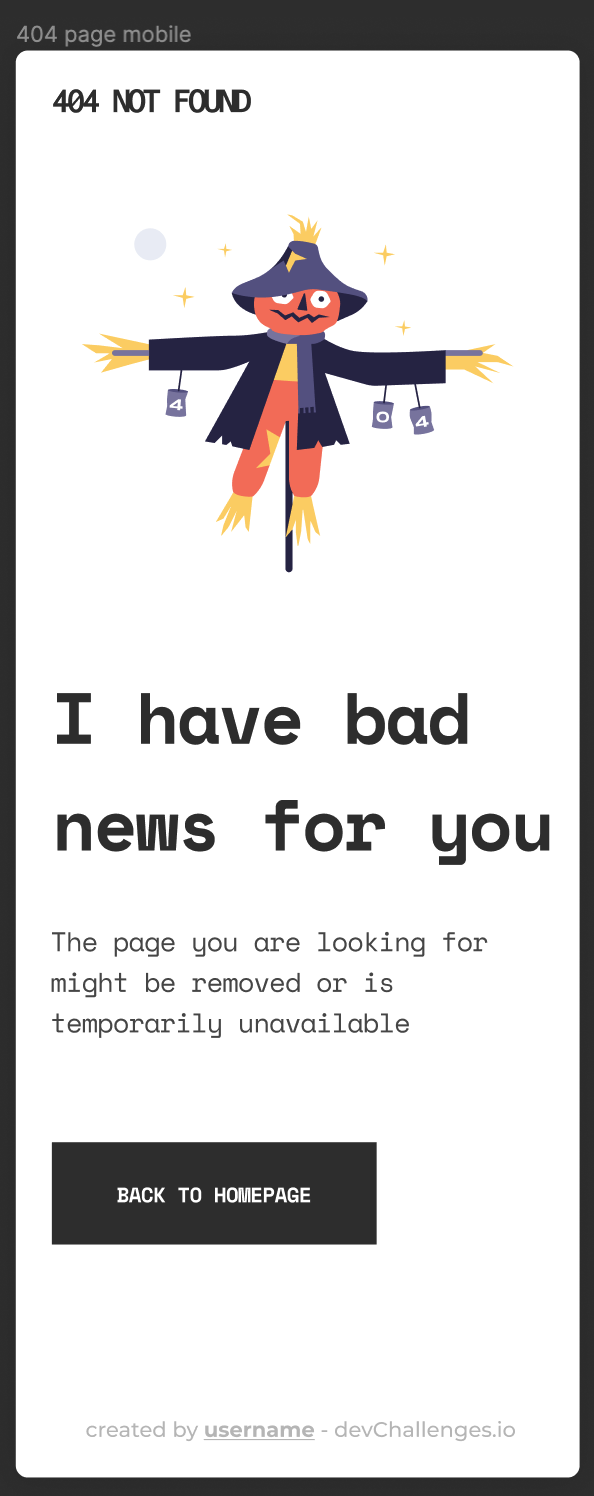 404 page mobile
404 NOT FOUND
4
0
4
I have bad
news for you
The page you are looking for
might be removed or is
temporarily unavailable
BACK TO HOMEPAGE
created by username - devChallenges.io